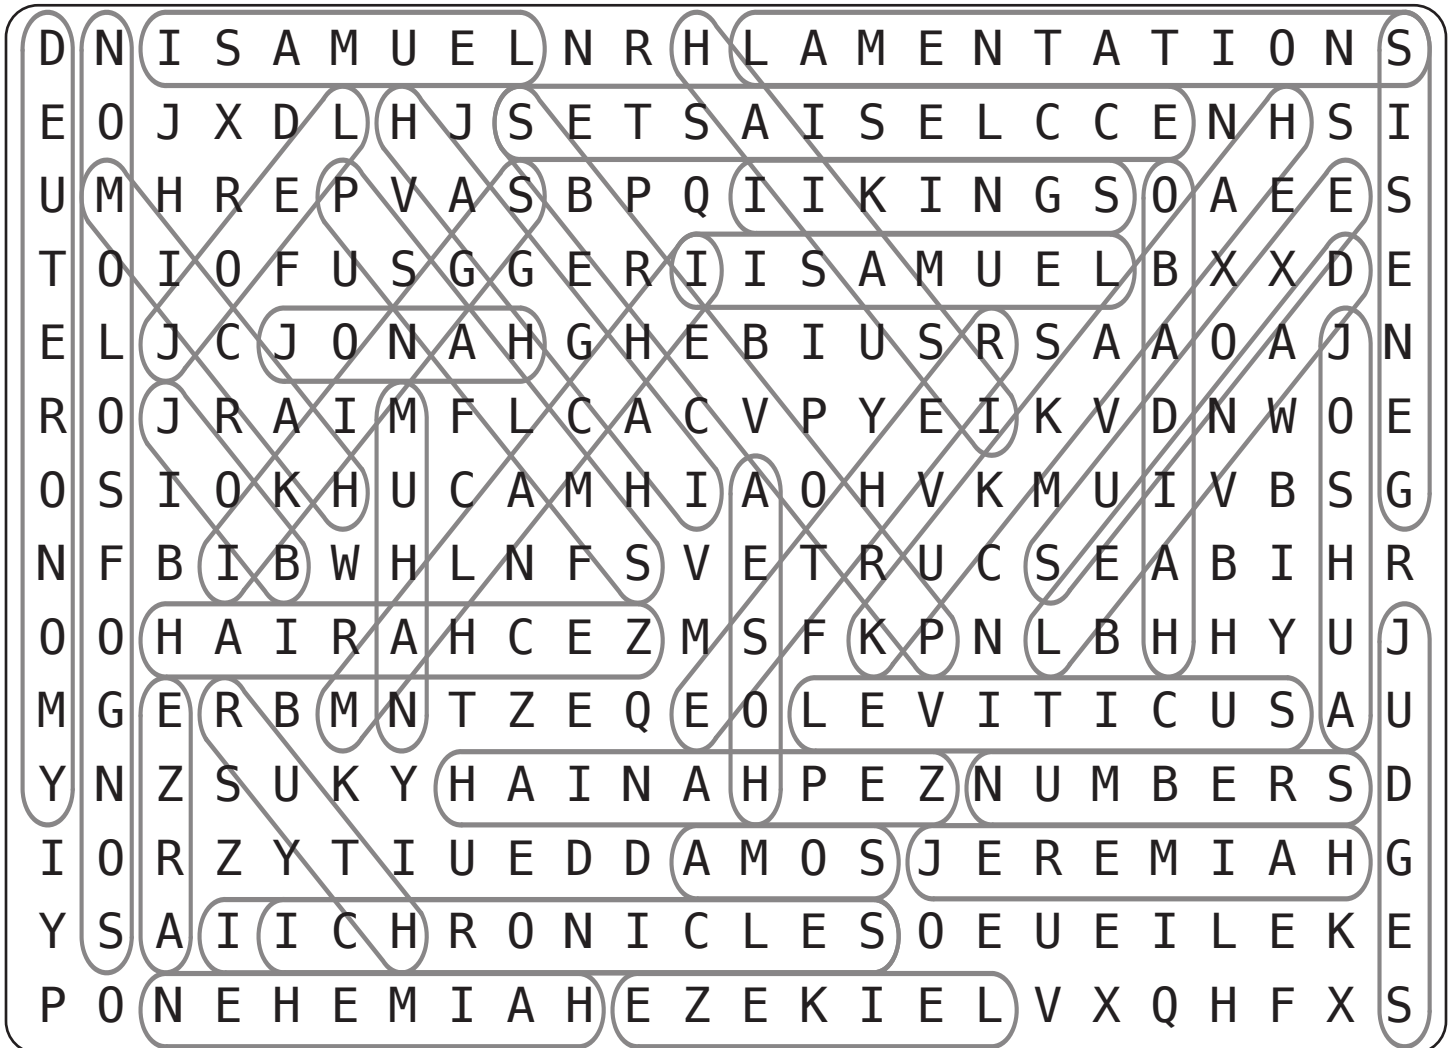 D N I S A M U E L N R H L A M E N T A T I O N S
E O J X D L H J S E T S A I S E L C C E N H S I
U M H R E P V A S B P Q I I K I N G S O A E E S
T O I O F U S G G E R I I S A M U E L B X X D E
E L J C J O N A H G H E B I U S R S A A O A J N
R O J R A I M F L C A C V P Y E I K V D N W O E
O S I O K H U C A M H I A O H V K M U I V B S G
N F B I B W H L N F S V E T R U C S E A B I H R
O O H A I R A H C E Z M S F K P N L B H H Y U J
M G E R B M N T Z E Q E O L E V I T I C U S A U
Y N Z S U K Y H A I N A H P E Z N U M B E R S D
I O R Z Y T I U E D D A M O S J E R E M I A H G
Y S A I I C H R O N I C L E S O E U E I L E K E
P O N E H E M I A H E Z E K I E L V X Q H F X S